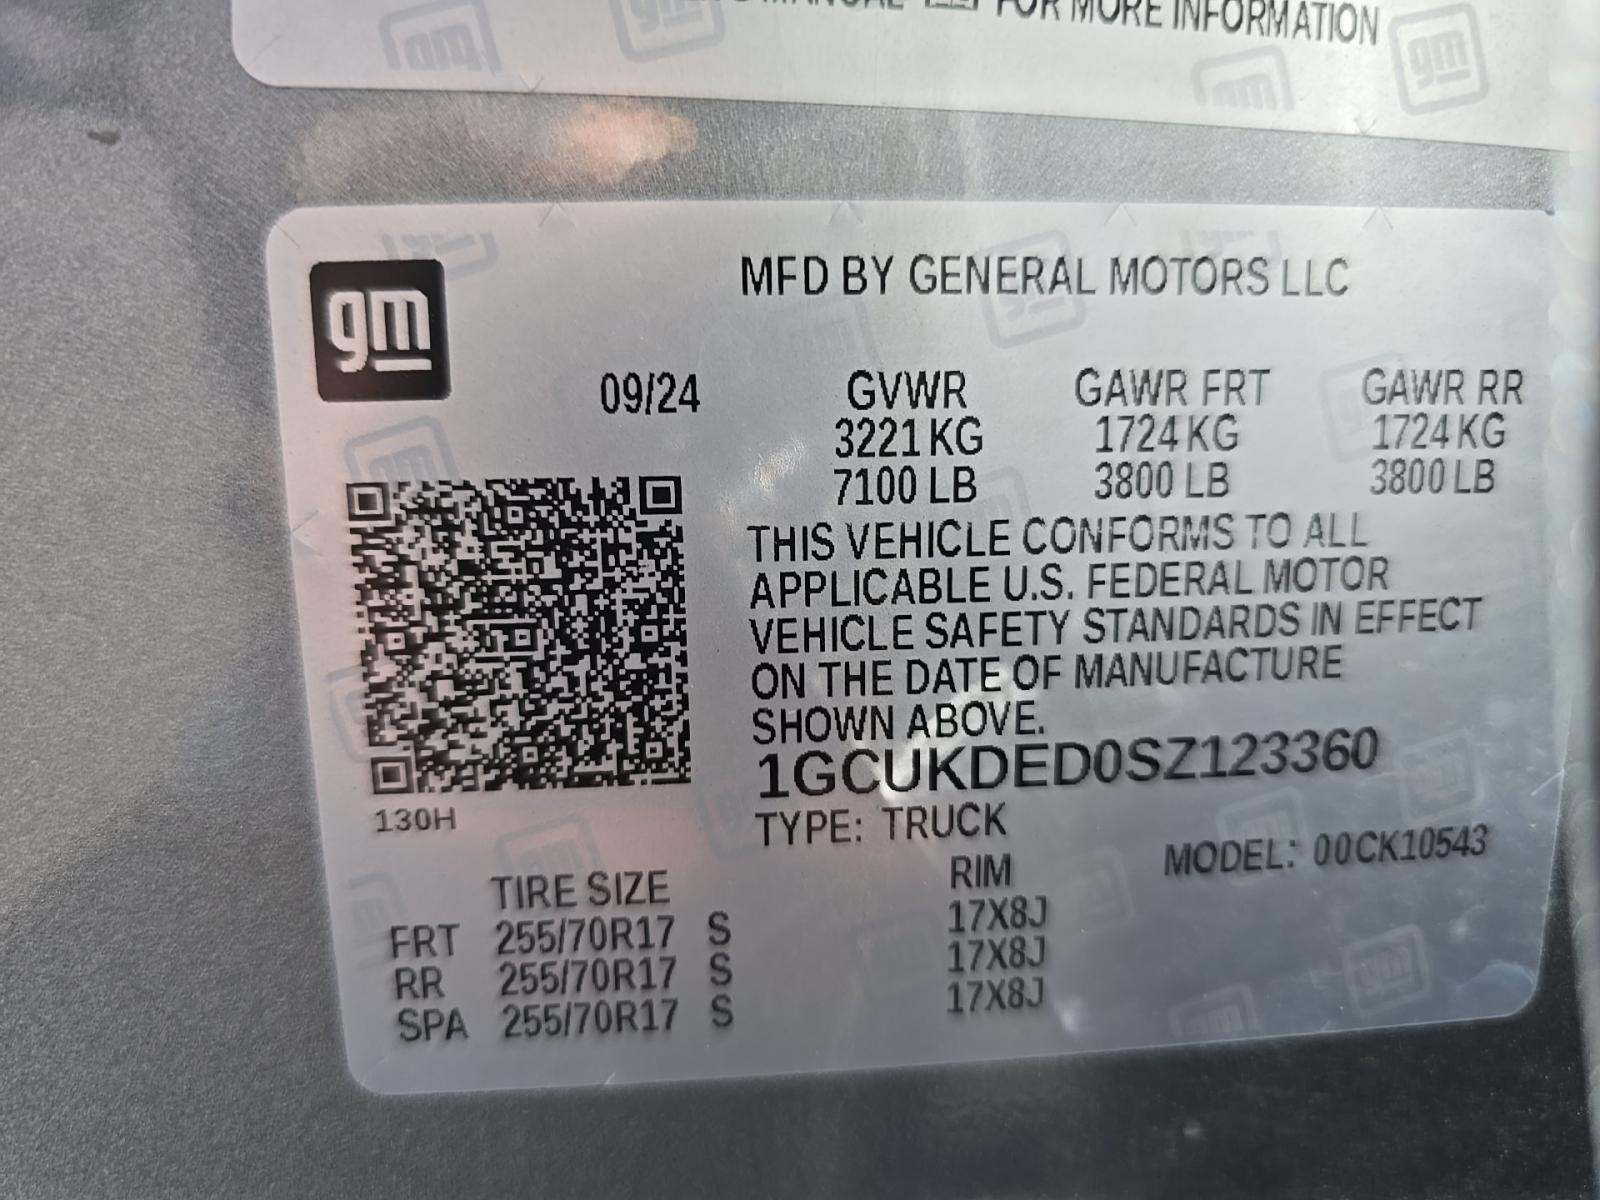 MANUAL FOR MORE INFORMATION
gm
MFD BY GENERAL MOTORS LLC
09/24 GVWR GAWR FRT GAWR RR
3221 KG 1724 KG 1724 KG
7100 LB 3800 LB 3800 LB
THIS VEHICLE CONFORMS TO ALL
APPLICABLE U.S. FEDERAL MOTOR
VEHICLE SAFETY STANDARDS IN EFFECT
ON THE DATE OF MANUFACTURE
SHOWN ABOVE.
1GCUKDED0SZ123360
130H
TYPE: TRUCK
MODEL: 00CK10543
TIRE SIZE RIM
FRT 255/70R17 S 17X8J
RR 255/70R17 S 17X8J
SPA 255/70R17 S 17X8J